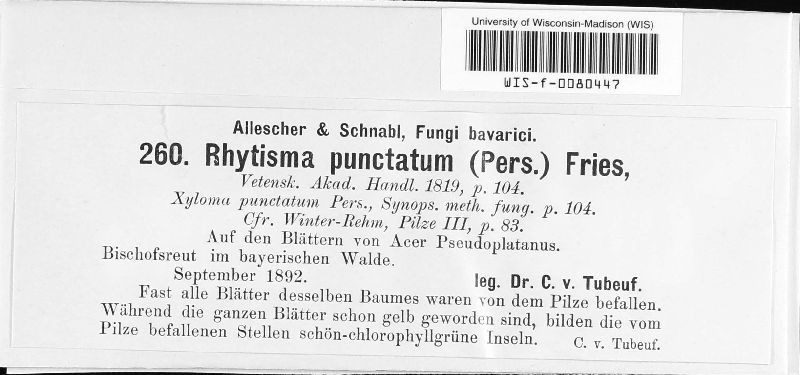 University of Wisconsin-Madison (WIS)
WIS-f-0080447
Allescher & Schnabl, Fungi bavarici.
260. Rhytisma punctatum (Pers.) Fries,
Vetensk. Akad. Handl. 1819, p. 104.
Xyloma punctatum Pers., Synops. meth. fung. p. 104.
Cfr. Winter-Rehm, Pilze III, p. 83.
Auf den Blättern von Acer Pseudoplatanus.
Bischofsreut im bayerischen Walde.
September 1892. leg. Dr. C. v. Tubeuf.
Fast alle Blätter desselben Baumes waren von dem Pilze befallen.
Während die ganzen Blätter schon gelb geworden sind, bilden die vom
Pilze befallenen Stellen schön-chlorophyllgrüne Inseln. C. v. Tubeuf.